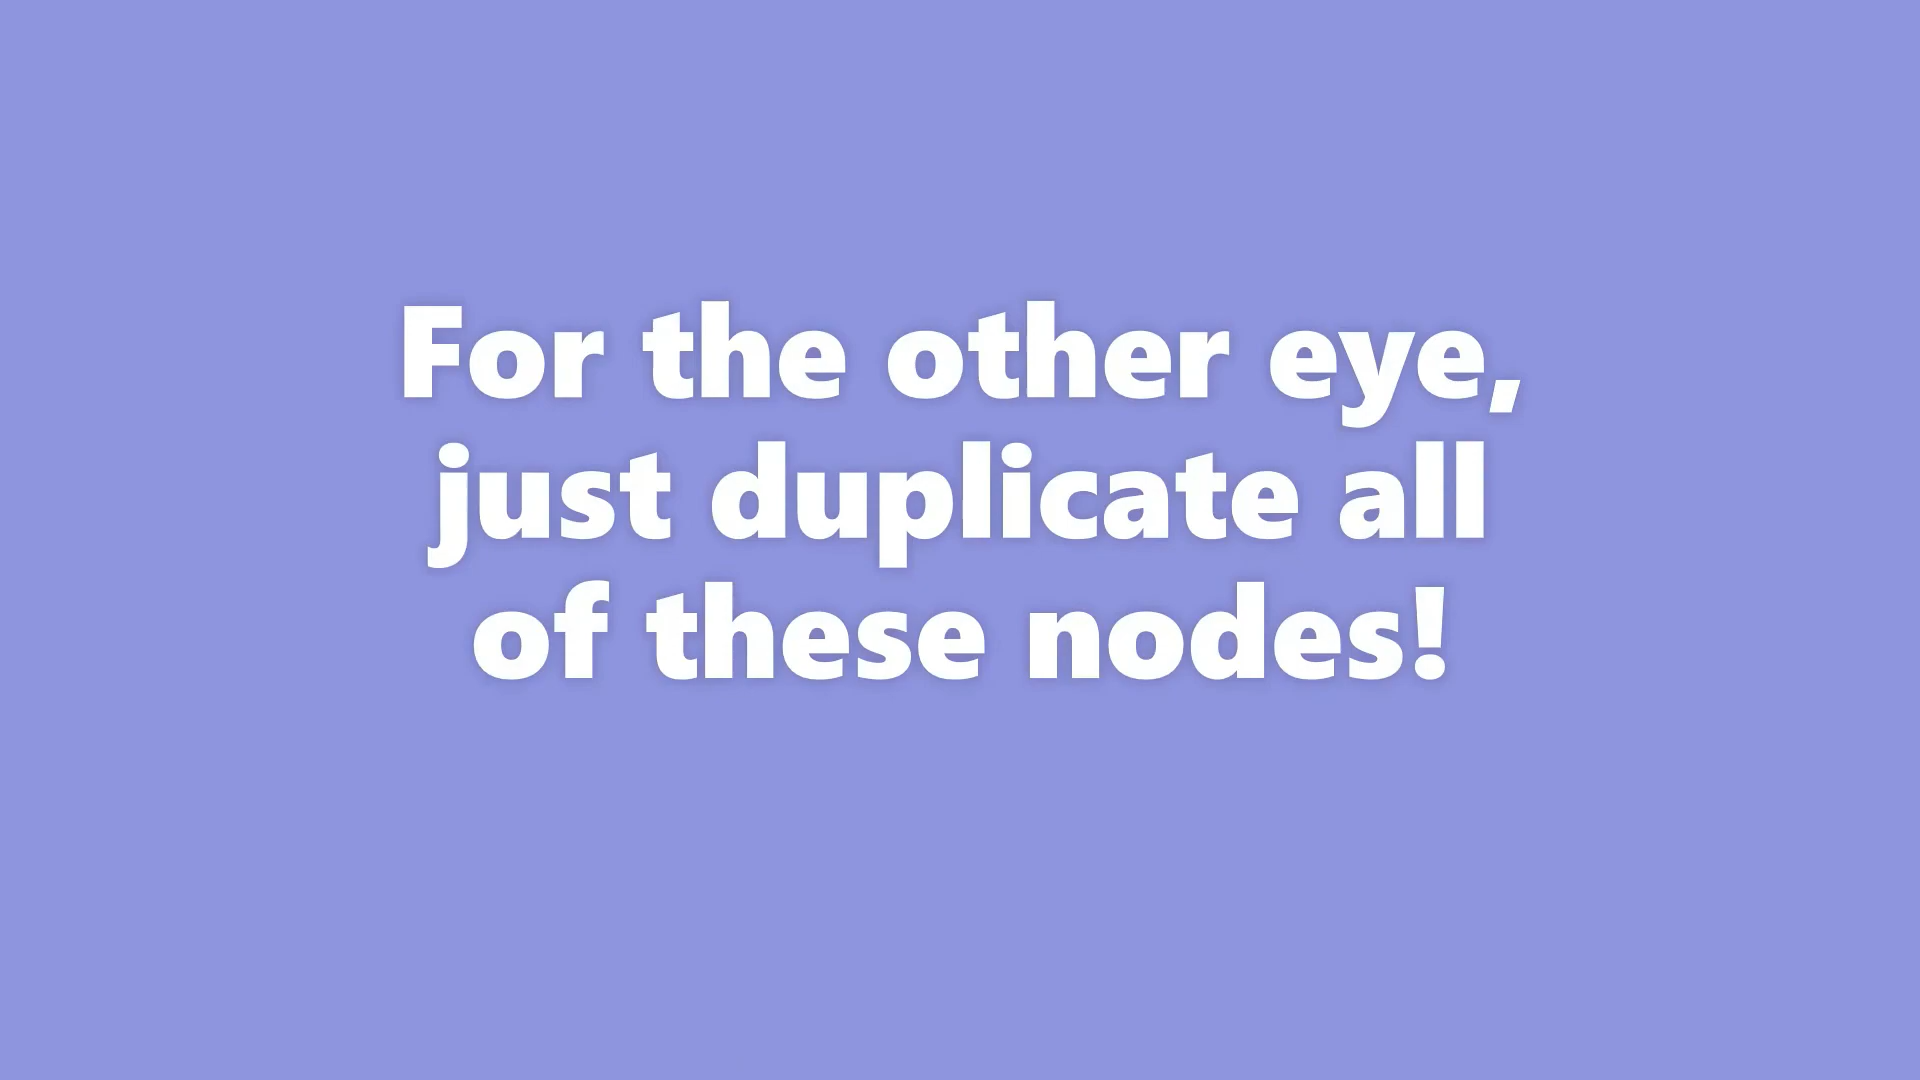 For the other eye,
just duplicate all
of these nodes!